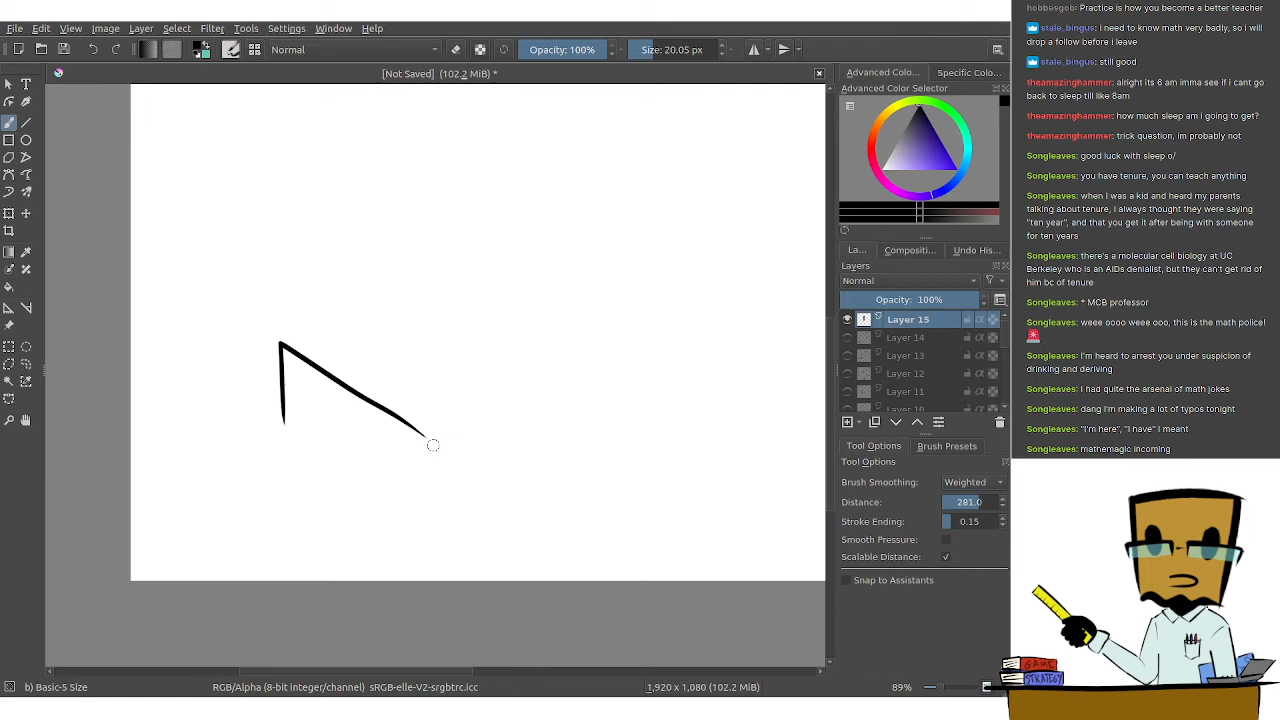 File Edit View Image Layer Select Filter Tools Settings Window Help
Normal
Opacity: 100%
Size: 20.05 px
[Not Saved] (102.2 MiB) *
Advanced Colo...
Specific Colo...
Advanced Color Selector
La...
Compositi...
Undo His...
Layers
Normal
Opacity: 100%
Layer 15
Layer 14
Layer 13
Layer 12
Layer 11
Layer 10
Tool Options
Brush Presets
Tool Options
Brush Smoothing: Weighted
Distance: 281.0
Stroke Ending: 0.15
Smooth Pressure:
Scalable Distance: ✓
Snap to Assistants
b) Basic-5 Size
RGB/Alpha (8-bit integer/channel) sRGB-elle-V2-srgbtrc.icc
1,920 x 1,080 (102.2 MiB)
89%
hobbesgob: Practice is how you become a better teacher
stale_bingus: i need to know math very badly, so i will
drop a follow before i leave
stale_bingus: still good
theamazinghammer: alright its 6 am imma see if i cant go
back to sleep till like 8am
theamazinghammer: how much sleep am i going to get?
theamazinghammer: trick question, im probably not
Songleaves: good luck with sleep o/
Songleaves: you have tenure, you can teach anything
Songleaves: when I was a kid and heard my parents
talking about tenure, I always thought they were saying
"ten year", and that you get it after being with someone
for ten years
Songleaves: there's a molecular cell biology at UC
Berkeley who is an AIDs denialist, but they can't get rid of
him bc of tenure
Songleaves: * MCB professor
Songleaves: weee oooo weee ooo, this is the math police!
Songleaves: I'm heard to arrest you under suspicion of
drinking and deriving
Songleaves: I had quite the arsenal of math jokes
Songleaves: dang I'm making a lot of typos tonight
Songleaves: "I'm here", "I have" I meant
Songleaves: mathemagic incoming
GAME
STRATEGY